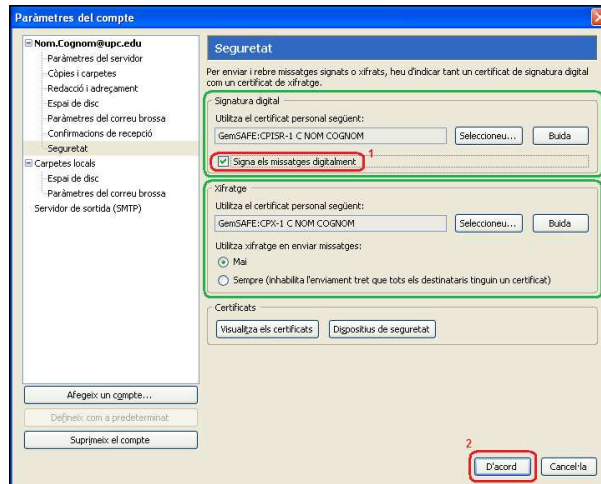 Paràmetres del compte
Nom.Cognom@upc.edu
Paràmetres del servidor
Còpies i carpetes
Redacció i adreçament
Espai de disc
Paràmetres del correu brossa
Confirmacions de recepció
Seguretat
Carpetes locals
Espai de disc
Paràmetres del correu brossa
Servidor de sortida (SMTP)
Afegeix un compte...
Defineix com a predeterminat
Suprimeix el compte
Seguretat
Per enviar i rebre missatges signats o xifrats, heu d'indicar tant un certificat de signatura digital
com un certificat de xifratge.
Signatura digital
Utilitza el certificat personal següent:
GemSAFE:CPISR-1 C NOM COGNOM
Seleccioneu...
Buida
Signa els missatges digitalment
1
Xifratge
Utilitza el certificat personal següent:
GemSAFE:CPX-1 C NOM COGNOM
Seleccioneu...
Buida
Utilitza xifratge en enviar missatges:
Mai
Sempre (inhabilita l'enviament tret que tots els destinataris tinguin un certificat)
Certificats
Visualitza els certificats
Dispositius de seguretat
2
D'acord
Cancel·la